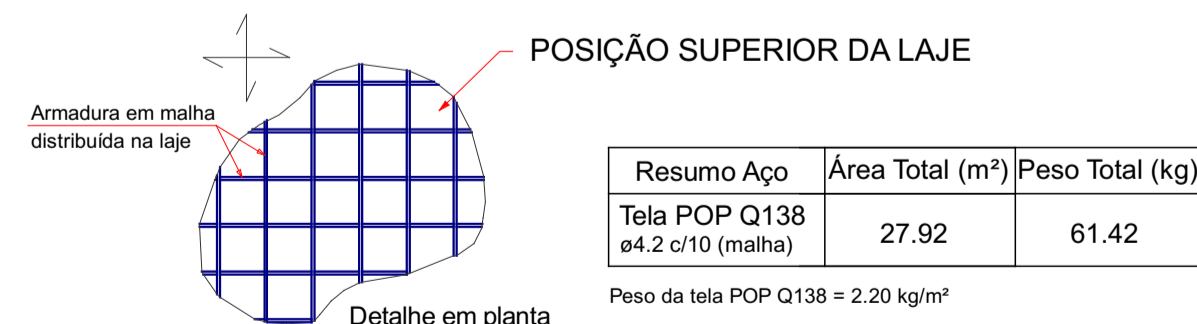 POSIÇÃO SUPERIOR DA LAJE
Armadura em malha
distribuída na laje
Resumo Aço Área Total (m²) Peso Total (kg)
Tela POP Q138
ø4.2 c/10 (malha) 27.92 61.42
Peso da tela POP Q138 = 2.20 kg/m²
Detalhe em planta